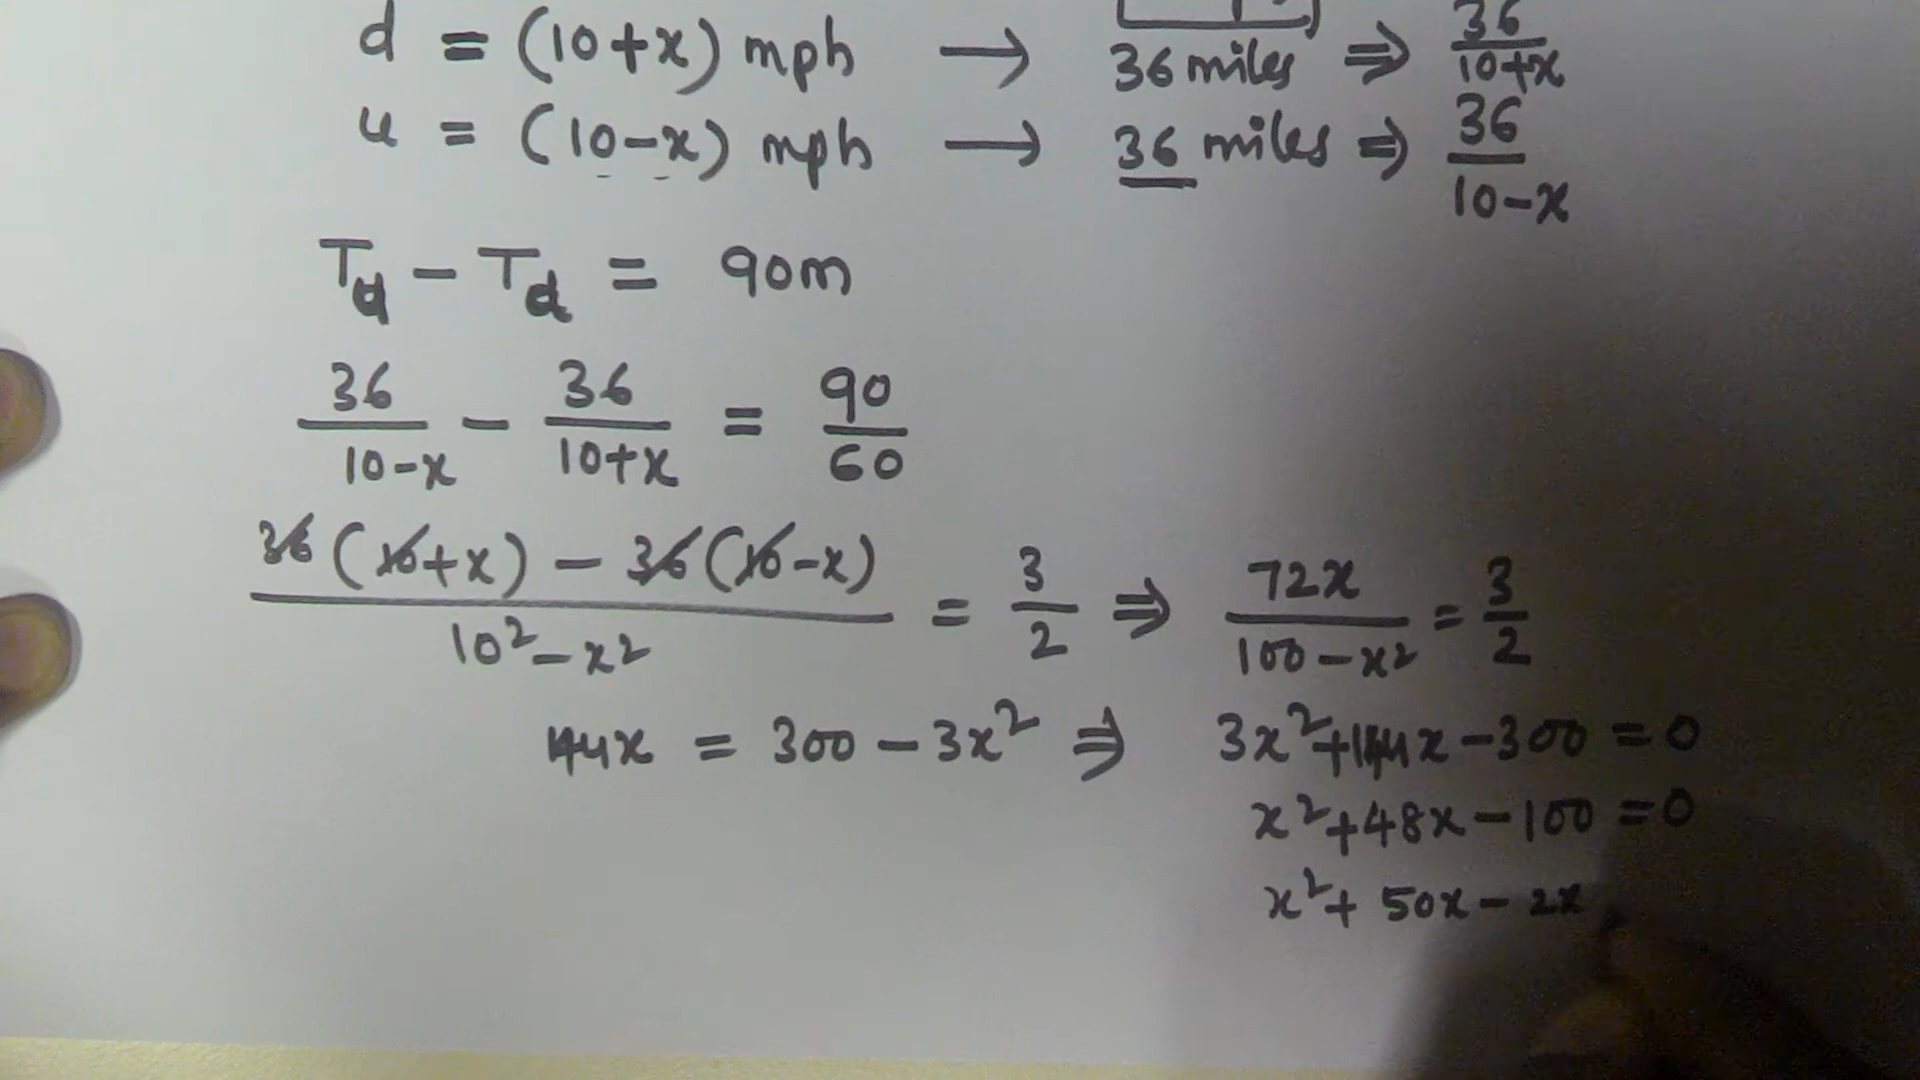 d = (10+x) mph → 36 miles ⇒ 36/10+x
u = (10-x) mph → 36 miles ⇒ 36/10-x
Tu - Td = 90m
36/10-x - 36/10+x = 90/60
36(10+x) - 36(10-x)/10²-x² = 3/2 ⇒ 72x/100-x² = 3/2
144x = 300 - 3x² ⇒ 3x²+144x-300 = 0
x²+48x-100 = 0
x²+ 50x - 2x